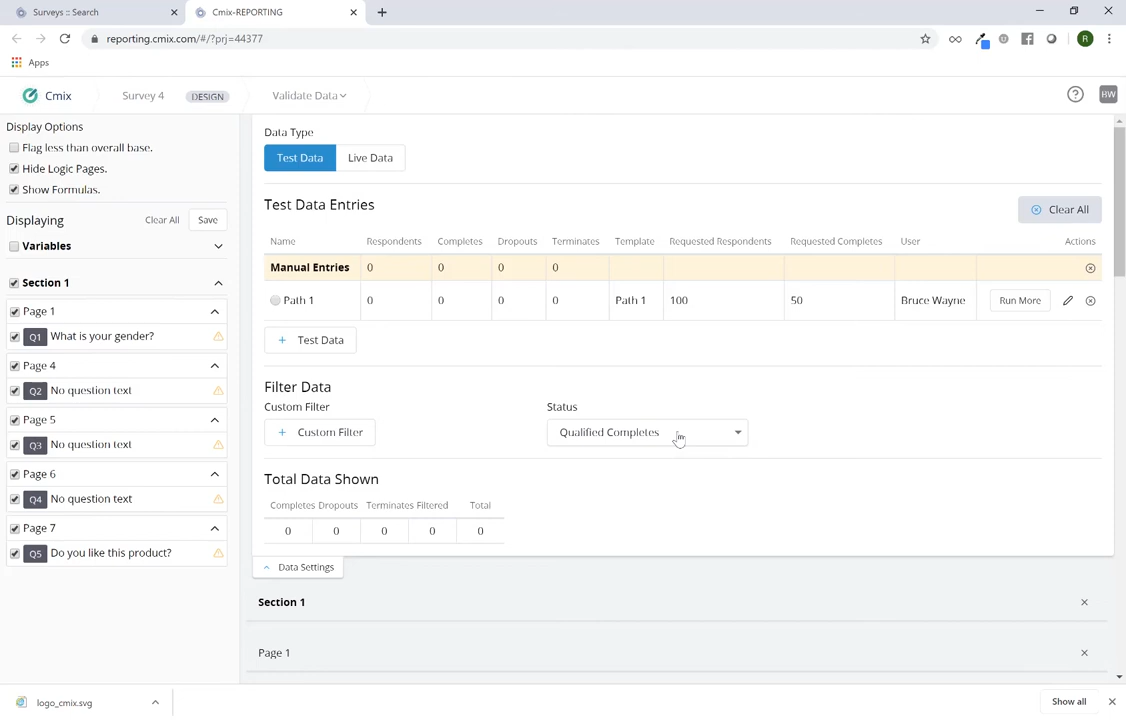 Surveys :: Search
Cmix-REPORTING
reporting.cmix.com/#/?prj=44377
R
Apps
Cmix
Survey 4
DESIGN
Validate Data
BW
Display Options
Flag less than overall base.
Hide Logic Pages.
Show Formulas.
Displaying
Clear All
Save
Variables
Section 1
Page 1
Q1 What is your gender?
Page 4
Q2 No question text
Page 5
Q3 No question text
Page 6
Q4 No question text
Page 7
Q5 Do you like this product?
Data Type
Test Data
Live Data
Test Data Entries
Clear All
Name Respondents Completes Dropouts Terminates Template Requested Respondents Requested Completes User Actions
Manual Entries 0 0 0 0
Path 1 0 0 0 0 Path 1 100 50 Bruce Wayne Run More
+ Test Data
Filter Data
Custom Filter
+ Custom Filter
Status
Qualified Completes
Total Data Shown
Completes Dropouts Terminates Filtered Total
0 0 0 0 0
Data Settings
Section 1
Page 1
logo_cmix.svg
Show all